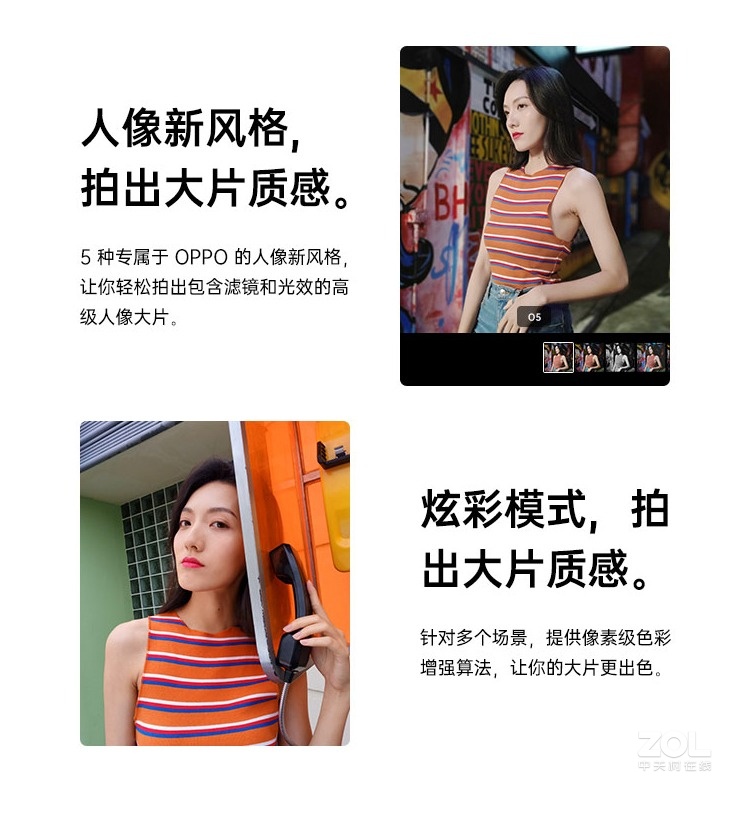 人像新风格,
拍出大片质感。
5 种专属于 OPPO 的人像新风格,
让你轻松拍出包含滤镜和光效的高
级人像大片。
BH
05
炫彩模式, 拍
出大片质感。
针对多个场景, 提供像素级色彩
增强算法, 让你的大片更出色。
ZOL
中关村在线